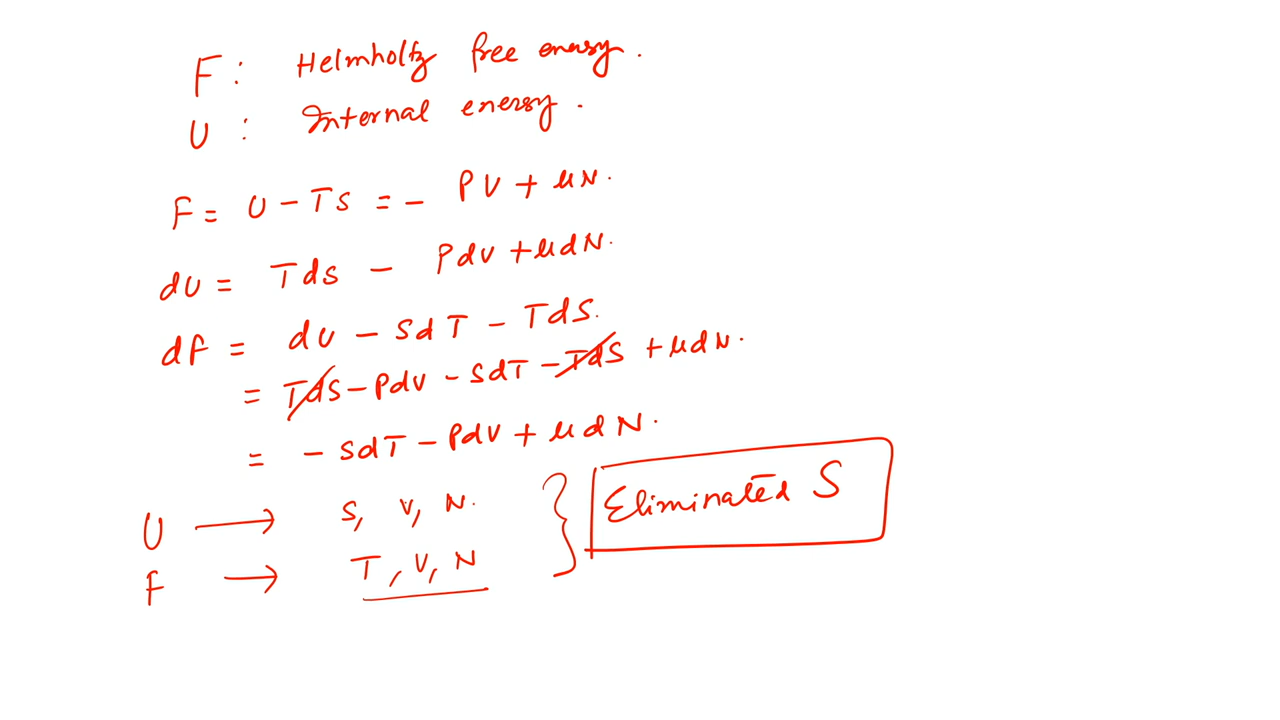 F : Helmholtz free energy.
U : Internal energy.
F = U - TS = - PV + μN.
dU = TdS - PdV + μdN.
dF = dU - SdT - TdS.
= TdS - PdV - SdT - TdS + μdN.
= - SdT - PdV + μdN.
U → S, V, N.
F → T, V, N
Eliminated S